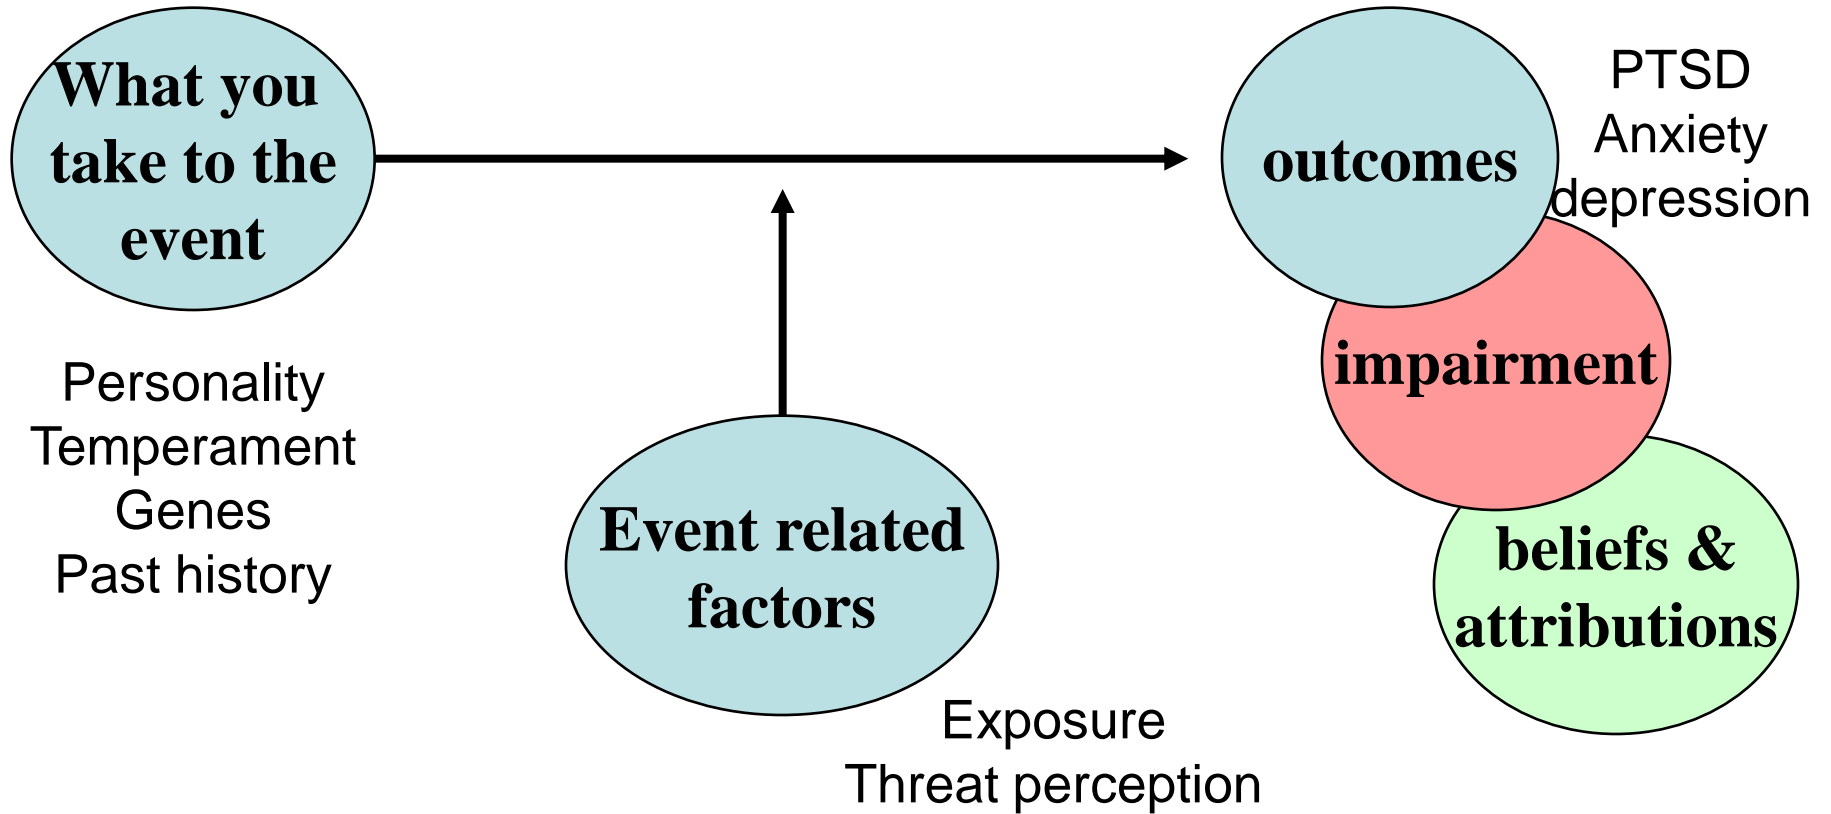 What you
take to the
event
Personality
Temperament
Genes
Past history
Event related
factors
Exposure
Threat perception
outcomes
PTSD
Anxiety
depression
impairment
beliefs &
attributions